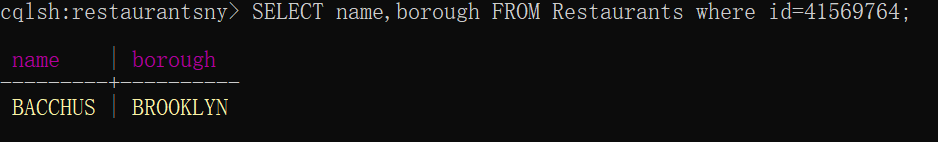 cqlsh:restaurantsny> SELECT name,borough FROM Restaurants where id=41569764;
name | borough
---------+----------
BACCHUS | BROOKLYN